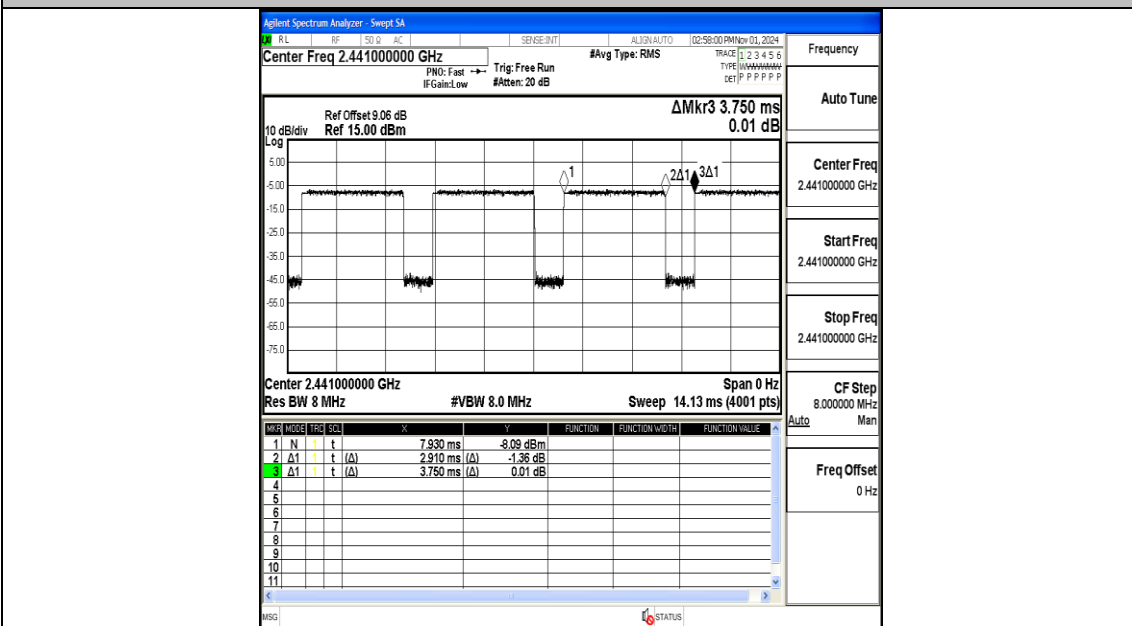 Agilent Spectrum Analyzer - Swept SA
RL RF 50 Ω AC SENSE:INT ALIGN AUTO 02:58:00 PM Nov 01, 2024
Center Freq 2.441000000 GHz
#Avg Type: RMS
TRACE 1 2 3 4 5 6
TYPE
DET P P P P P P
PNO: Fast
IFGain:Low
Trig: Free Run
#Atten: 20 dB
ΔMkr3 3.750 ms
0.01 dB
Ref Offset 9.06 dB
10 dB/div Ref 15.00 dBm
Log
5.00
-5.00
-15.0
-25.0
-35.0
-45.0
-55.0
-65.0
-75.0
1
2Δ1
3Δ1
Center 2.441000000 GHz Span 0 Hz
Res BW 8 MHz #VBW 8.0 MHz Sweep 14.13 ms (4001 pts)
MKR MODE TRC SCL X Y FUNCTION FUNCTION WIDTH FUNCTION VALUE
1 N 1 t 7.930 ms -8.09 dBm
2 Δ1 1 t (Δ) 2.910 ms (Δ) -1.36 dB
3 Δ1 1 t (Δ) 3.750 ms (Δ) 0.01 dB
4
5
6
7
8
9
10
11
MSG STATUS
Frequency
Auto Tune
Center Freq
2.441000000 GHz
Start Freq
2.441000000 GHz
Stop Freq
2.441000000 GHz
CF Step
8.000000 MHz
Auto Man
Freq Offset
0 Hz